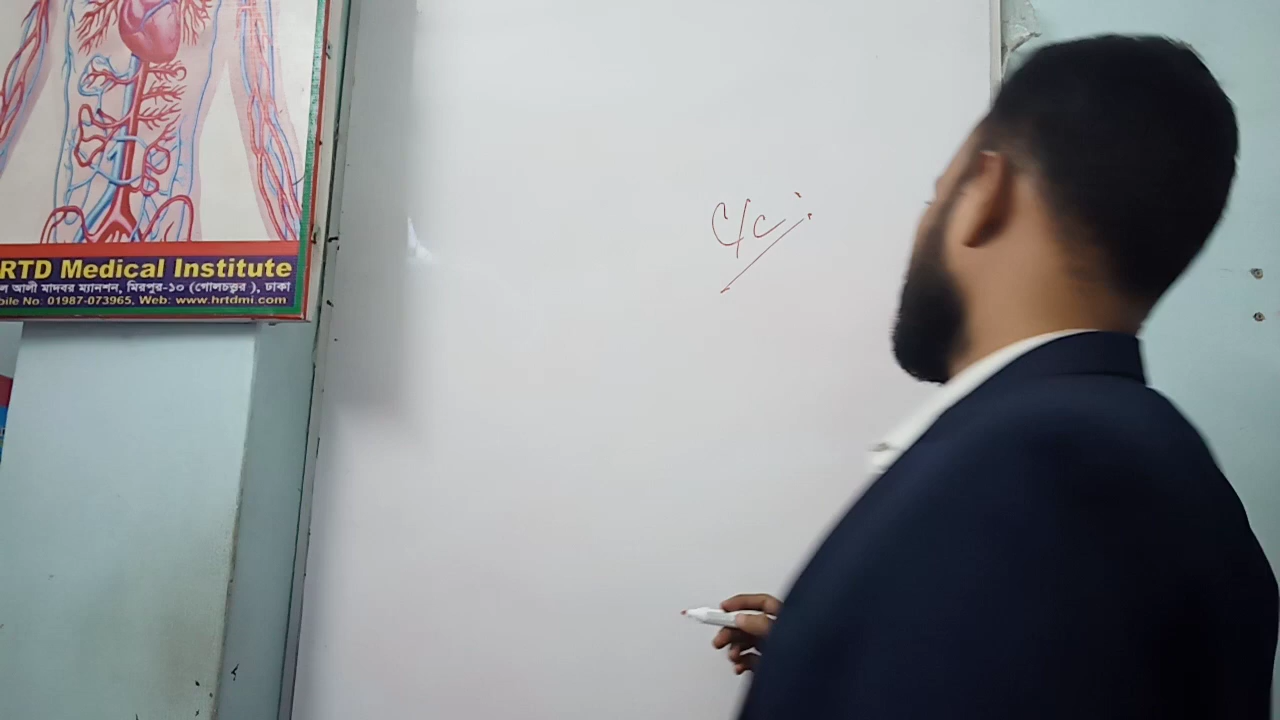 RTD Medical Institute
ল আলী মাদবর ম্যানশন, মিরপুর-১০ (গোলচত্ত্বর), ঢাকা
bile No: 01987-073965, Web: www.hrtdmi.com
C/C: